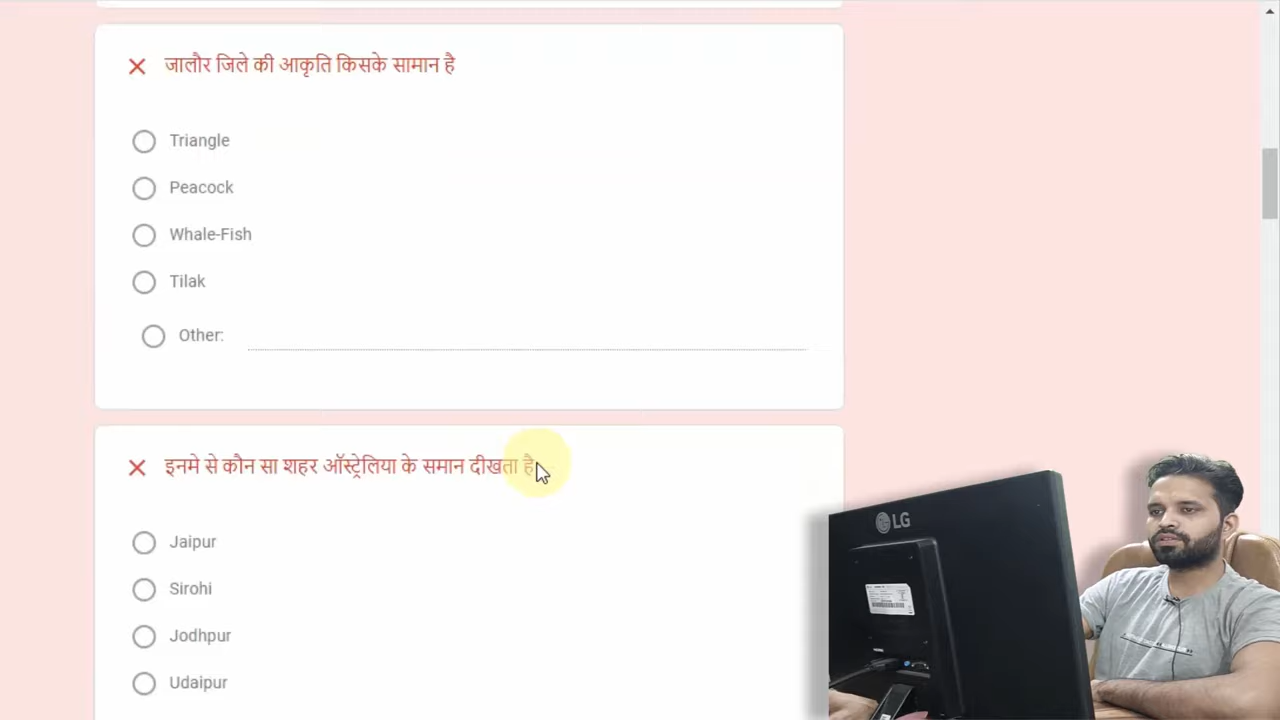 जालौर जिले की आकृति किसके सामान है
Triangle
Peacock
Whale-Fish
Tilak
Other:
इनमे से कौन सा शहर ऑस्ट्रेलिया के समान दीखता है
Jaipur
Sirohi
Jodhpur
Udaipur
LG